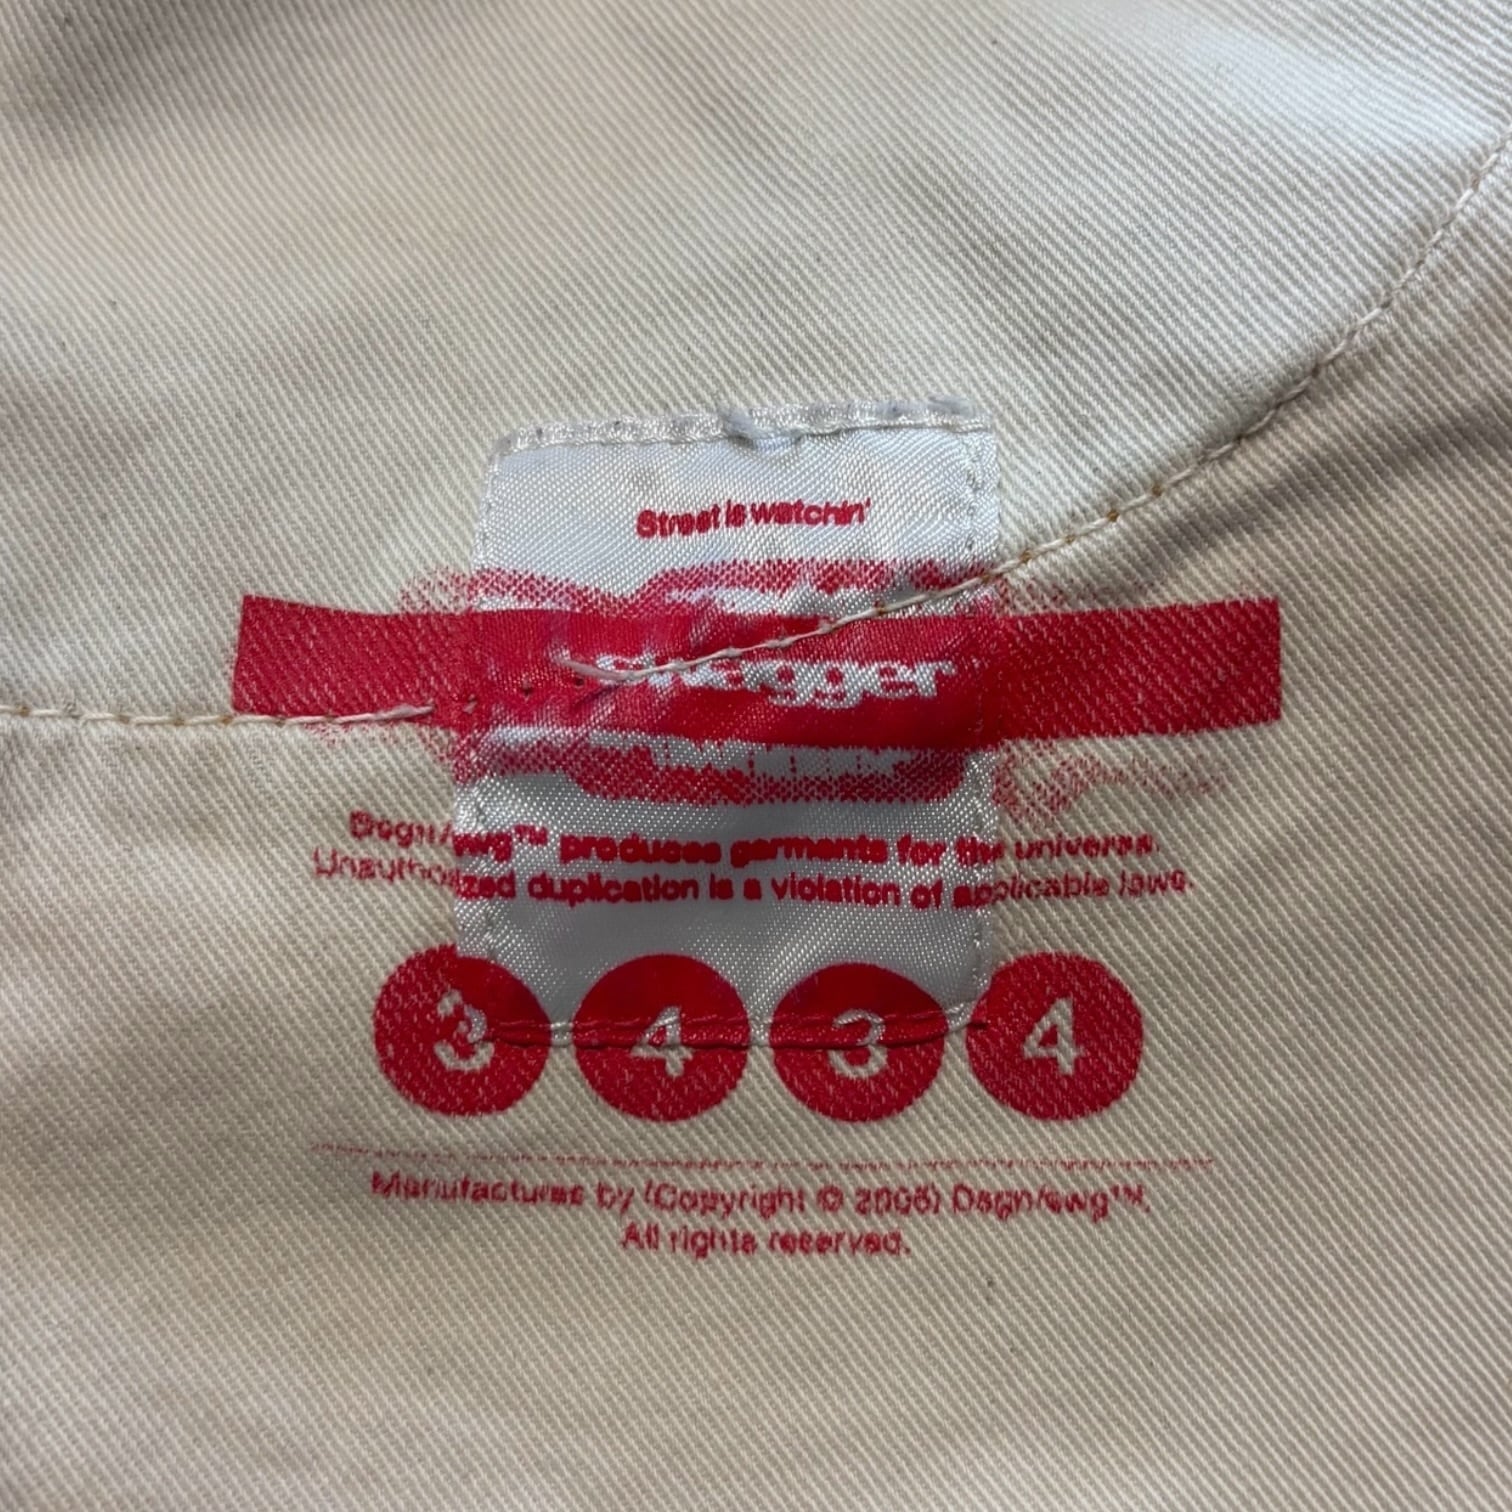 Street is watchin'
swagger
Dsgn/swg™ produces garments for the universe.
Unauthorized duplication is a violation of applicable laws.
3 4 3 4
Manufactures by (Copyright © 2006) Dsgn/swg™.
All rights reserved.